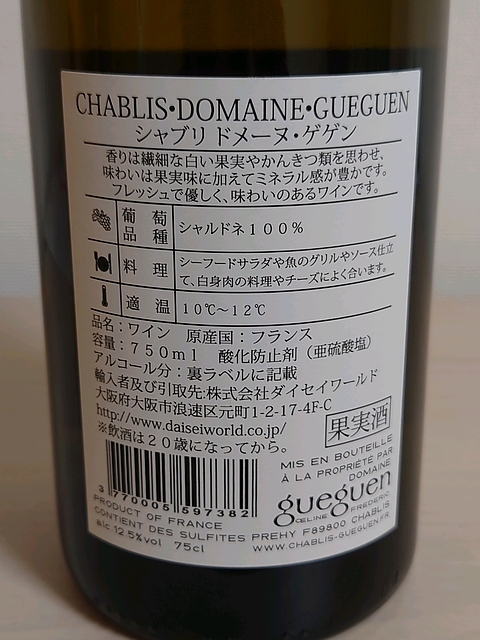 CHABLIS•DOMAINE•GUEGUEN
シャブリ ドメーヌ・ゲゲン
香りは繊細な白い果実やかんきつ類を思わせ、
味わいは果実味に加えてミネラル感が豊かです。
フレッシュで優しく、味わいのあるワインです。
葡萄品種 シャルドネ100%
料理 シーフードサラダや魚のグリルやソース仕立
て、白身肉の料理やチーズによく合います。
適温 10℃〜12℃
品名：ワイン 原産国：フランス
容量：750ml 酸化防止剤（亜硫酸塩）
アルコール分：裏ラベルに記載
輸入者及び引取先:株式会社ダイセイワールド
大阪府大阪市浪速区元町1-2-17-4F-C
http://www.daiseiworld.co.jp/
※飲酒は20歳になってから。
果実酒
3 770005 597382
MIS EN BOUTEILLE
À LA PROPRIÉTÉ PAR
DOMAINE
gueguen
CÉLINE FRÉDÉRIC
PRODUCT OF FRANCE
CONTIENT DES SULFITES PREHY F89800 CHABLIS
alc 12.5%vol 75cl WWW.CHABLIS-GUEGUEN.FR